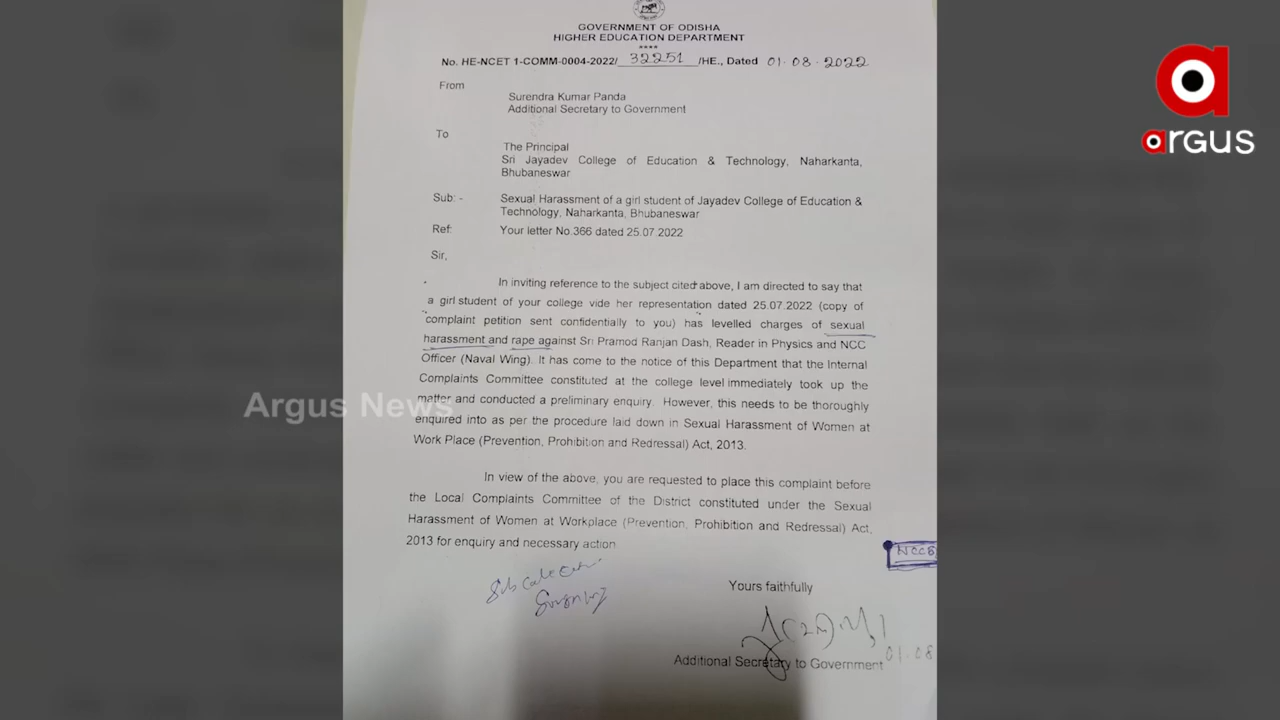 GOVERNMENT OF ODISHA
HIGHER EDUCATION DEPARTMENT
****
No. HE-NCET 1-COMM-0004-2022/ 32251 /HE., Dated 01.08.2022
From
Surendra Kumar Panda
Additional Secretary to Government
To
The Principal
Sri Jayadev College of Education & Technology, Naharkanta,
Bhubaneswar
Sub: - Sexual Harassment of a girl student of Jayadev College of Education &
Technology, Naharkanta, Bhubaneswar
Ref: Your letter No.366 dated 25.07.2022
Sir,
In inviting reference to the subject cited above, I am directed to say that
a girl student of your college vide her representation dated 25.07.2022 (copy of
complaint petition sent confidentially to you) has levelled charges of sexual
harassment and rape against Sri Pramod Ranjan Dash, Reader in Physics and NCC
Officer (Naval Wing). It has come to the notice of this Department that the Internal
Complaints Committee constituted at the college level immediately took up the
matter and conducted a preliminary enquiry. However, this needs to be thoroughly
enquired into as per the procedure laid down in Sexual Harassment of Women at
Work Place (Prevention, Prohibition and Redressal) Act, 2013.
In view of the above, you are requested to place this complaint before
the Local Complaints Committee of the District constituted under the Sexual
Harassment of Women at Workplace (Prevention, Prohibition and Redressal) Act,
2013 for enquiry and necessary action
Yours faithfully
01.08
Additional Secretary to Government
argus
Argus News